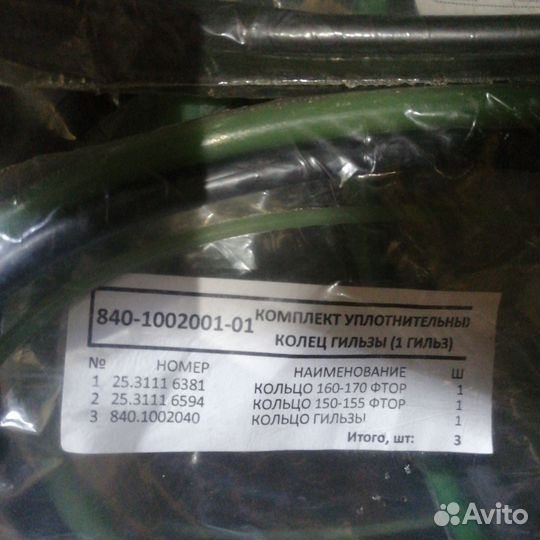 840-1002001-01 КОМПЛЕКТ УПЛОТНИТЕЛЬНЫХ
КОЛЕЦ ГИЛЬЗЫ (1 ГИЛЬЗ)
№ НОМЕР НАИМЕНОВАНИЕ Ш
1 25.3111 6381 КОЛЬЦО 160-170 ФТОР 1
2 25.3111 6594 КОЛЬЦО 150-155 ФТОР 1
3 840.1002040 КОЛЬЦО ГИЛЬЗЫ 1
Итого, шт: 3
Avito